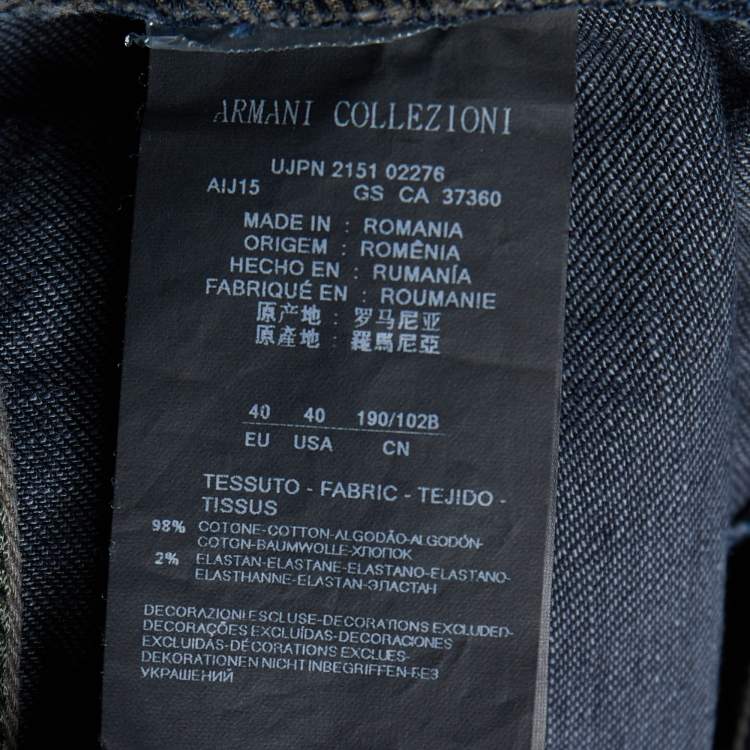 ARMANI COLLEZIONI
UJPN 2151 02276
AIJ15 GS CA 37360
MADE IN : ROMANIA
ORIGEM : ROMÊNIA
HECHO EN : RUMANÍA
FABRIQUÉ EN : ROUMANIE
原产地 : 罗马尼亚
原產地 : 羅馬尼亞
40 40 190/102B
EU USA CN
TESSUTO - FABRIC - TEJIDO -
TISSUS
98% COTONE-COTTON-ALGODÃO-ALGODÓN-
COTON-BAUMWOLLE-ХЛОПОК
2% ELASTAN-ELASTANE-ELASTANO-ELASTANO-
ELASTHANNE-ELASTAN-ЭЛАСТАН
DECORAZIONI ESCLUSE-DECORATIONS EXCLUDED-
DECORAÇÕES EXCLUÍDAS-DECORACIONES
EXCLUIDAS-DÉCORATIONS EXCLUES-
DEKORATIONEN NICHT INBEGRIFFEN-БЕЗ
УКРАШЕНИЙ